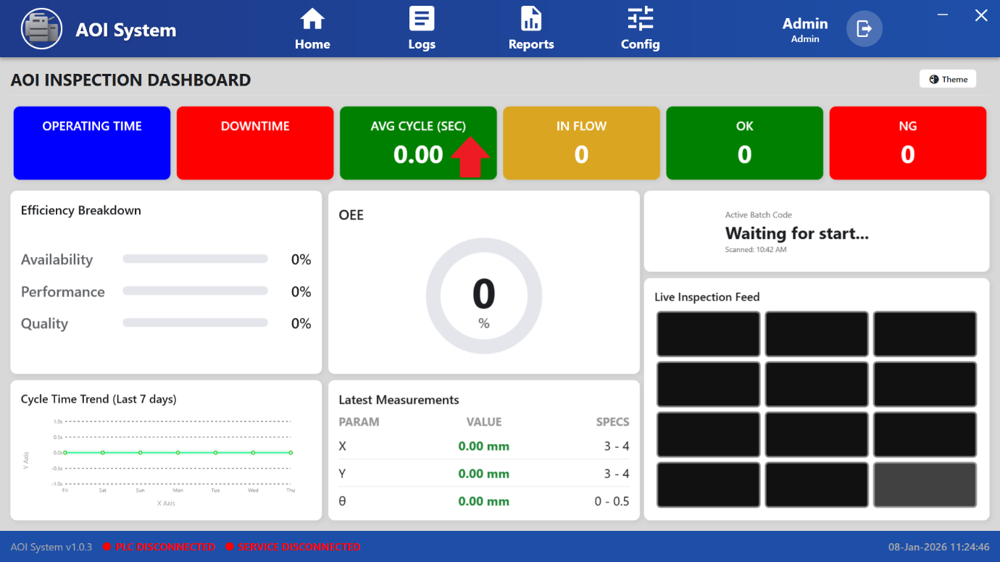 AOI System
Home
Logs
Reports
Config
Admin
Admin
AOI INSPECTION DASHBOARD
Theme
OPERATING TIME
DOWNTIME
AVG CYCLE (SEC)
0.00
IN FLOW
0
OK
0
NG
0
Efficiency Breakdown
Availability 0%
Performance 0%
Quality 0%
OEE
0
%
Active Batch Code
Waiting for start...
Scanned: 10:42 AM
Live Inspection Feed
Cycle Time Trend (Last 7 days)
1.0s
0.5s
0.0s
-0.5s
-1.0s
Y Axis
Fri Sat Sun Mon Tue Wed Thu
X Axis
Latest Measurements
PARAM VALUE SPECS
X 0.00 mm 3 - 4
Y 0.00 mm 3 - 4
θ 0.00 mm 0 - 0.5
AOI System v1.0.3 PLC DISCONNECTED SERVICE DISCONNECTED 08-Jan-2026 11:24:46